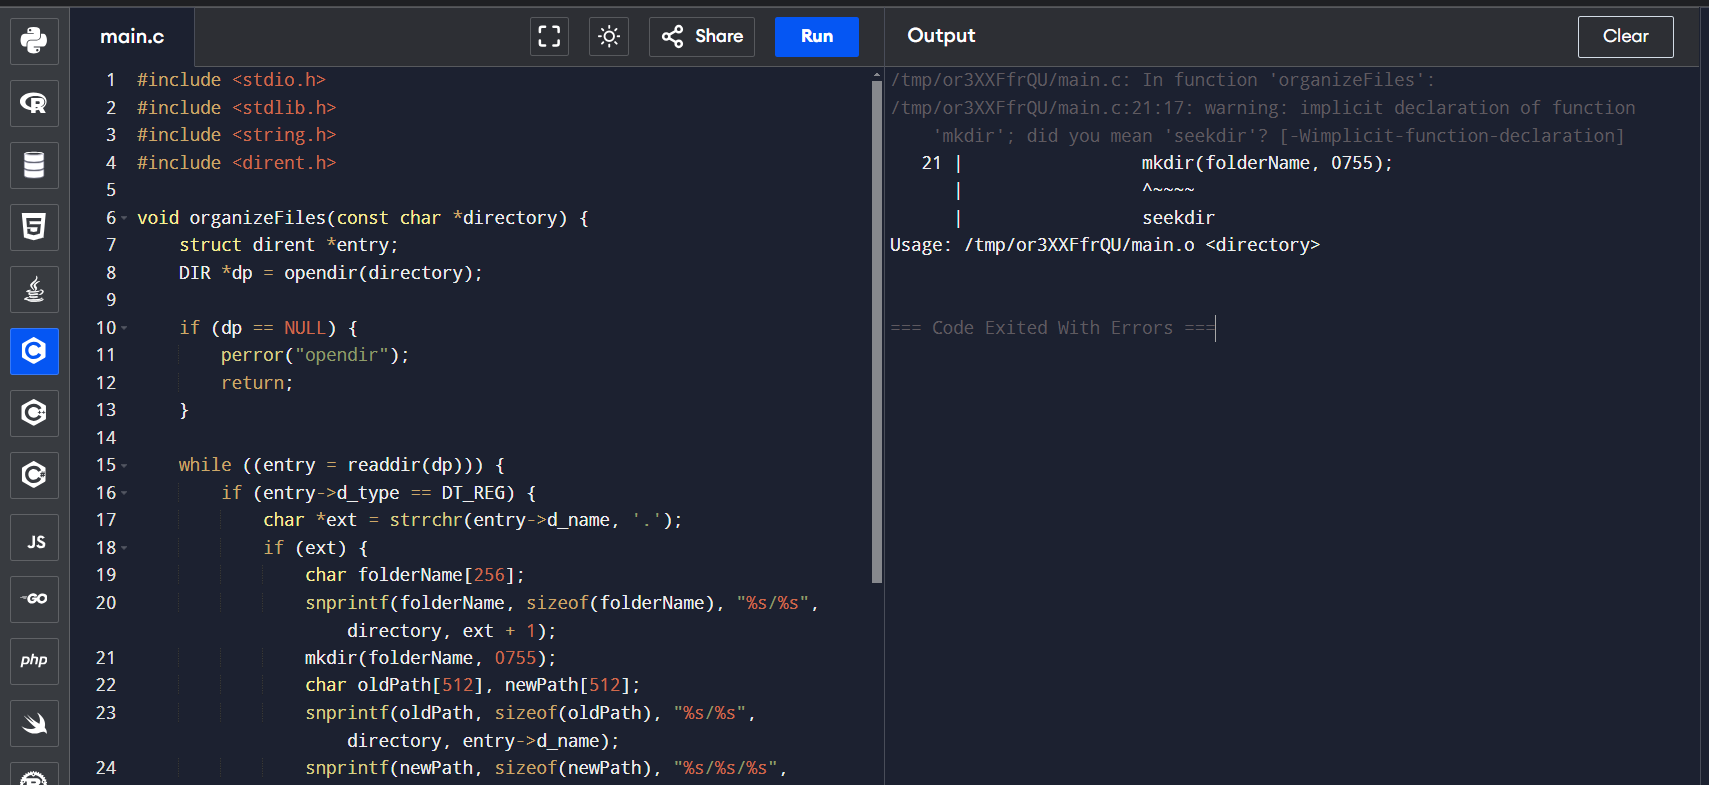 main.c
Share
Run
Output
Clear
1 #include <stdio.h>
2 #include <stdlib.h>
3 #include <string.h>
4 #include <dirent.h>
5
6 void organizeFiles(const char *directory) {
7 struct dirent *entry;
8 DIR *dp = opendir(directory);
9
10 if (dp == NULL) {
11 perror("opendir");
12 return;
13 }
14
15 while ((entry = readdir(dp))) {
16 if (entry->d_type == DT_REG) {
17 char *ext = strrchr(entry->d_name, '.');
18 if (ext) {
19 char folderName[256];
20 snprintf(folderName, sizeof(folderName), "%s/%s",
directory, ext + 1);
21 mkdir(folderName, 0755);
22 char oldPath[512], newPath[512];
23 snprintf(oldPath, sizeof(oldPath), "%s/%s",
directory, entry->d_name);
24 snprintf(newPath, sizeof(newPath), "%s/%s/%s",
/tmp/or3XXFfrQU/main.c: In function 'organizeFiles':
/tmp/or3XXFfrQU/main.c:21:17: warning: implicit declaration of function
'mkdir'; did you mean 'seekdir'? [-Wimplicit-function-declaration]
21 | mkdir(folderName, 0755);
| ^~~~~
| seekdir
Usage: /tmp/or3XXFfrQU/main.o <directory>
=== Code Exited With Errors ===
R
5
C
C++
C#
JS
GO
php
R